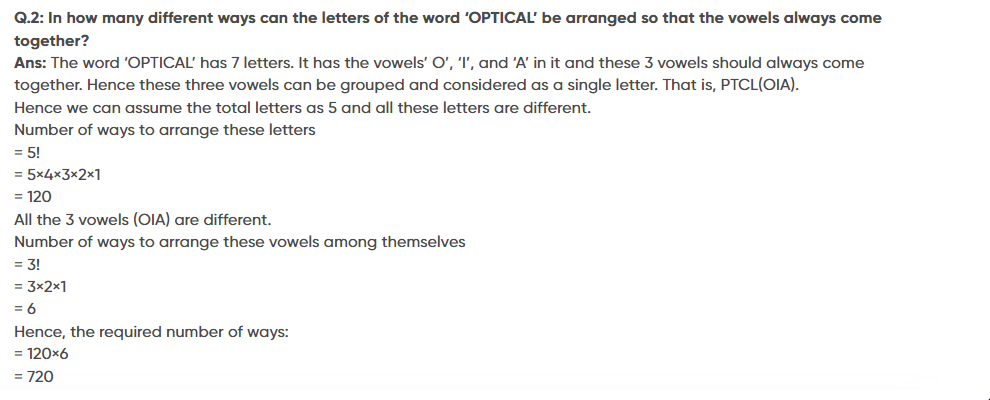 Q.2: In how many different ways can the letters of the word ‘OPTICAL’ be arranged so that the vowels always come
together?
Ans: The word ‘OPTICAL’ has 7 letters. It has the vowels’ O’, ‘I’, and ‘A’ in it and these 3 vowels should always come
together. Hence these three vowels can be grouped and considered as a single letter. That is, PTCL(OIA).
Hence we can assume the total letters as 5 and all these letters are different.
Number of ways to arrange these letters
= 5!
= 5×4×3×2×1
= 120
All the 3 vowels (OIA) are different.
Number of ways to arrange these vowels among themselves
= 3!
= 3×2×1
= 6
Hence, the required number of ways:
= 120×6
= 720